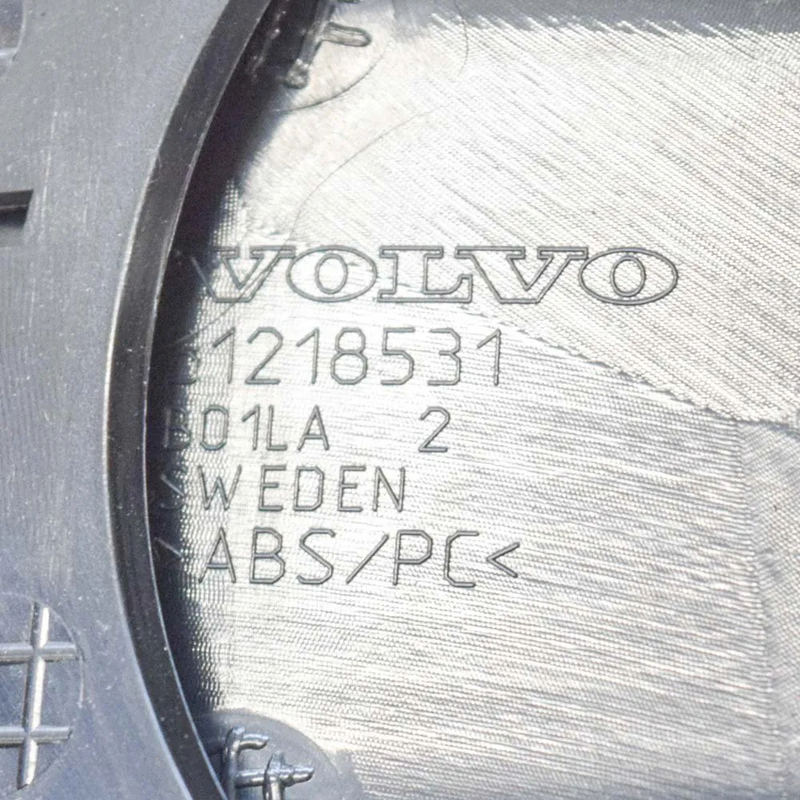 VOLVO
31218531
B01LA 2
SWEDEN
>ABS/PC<